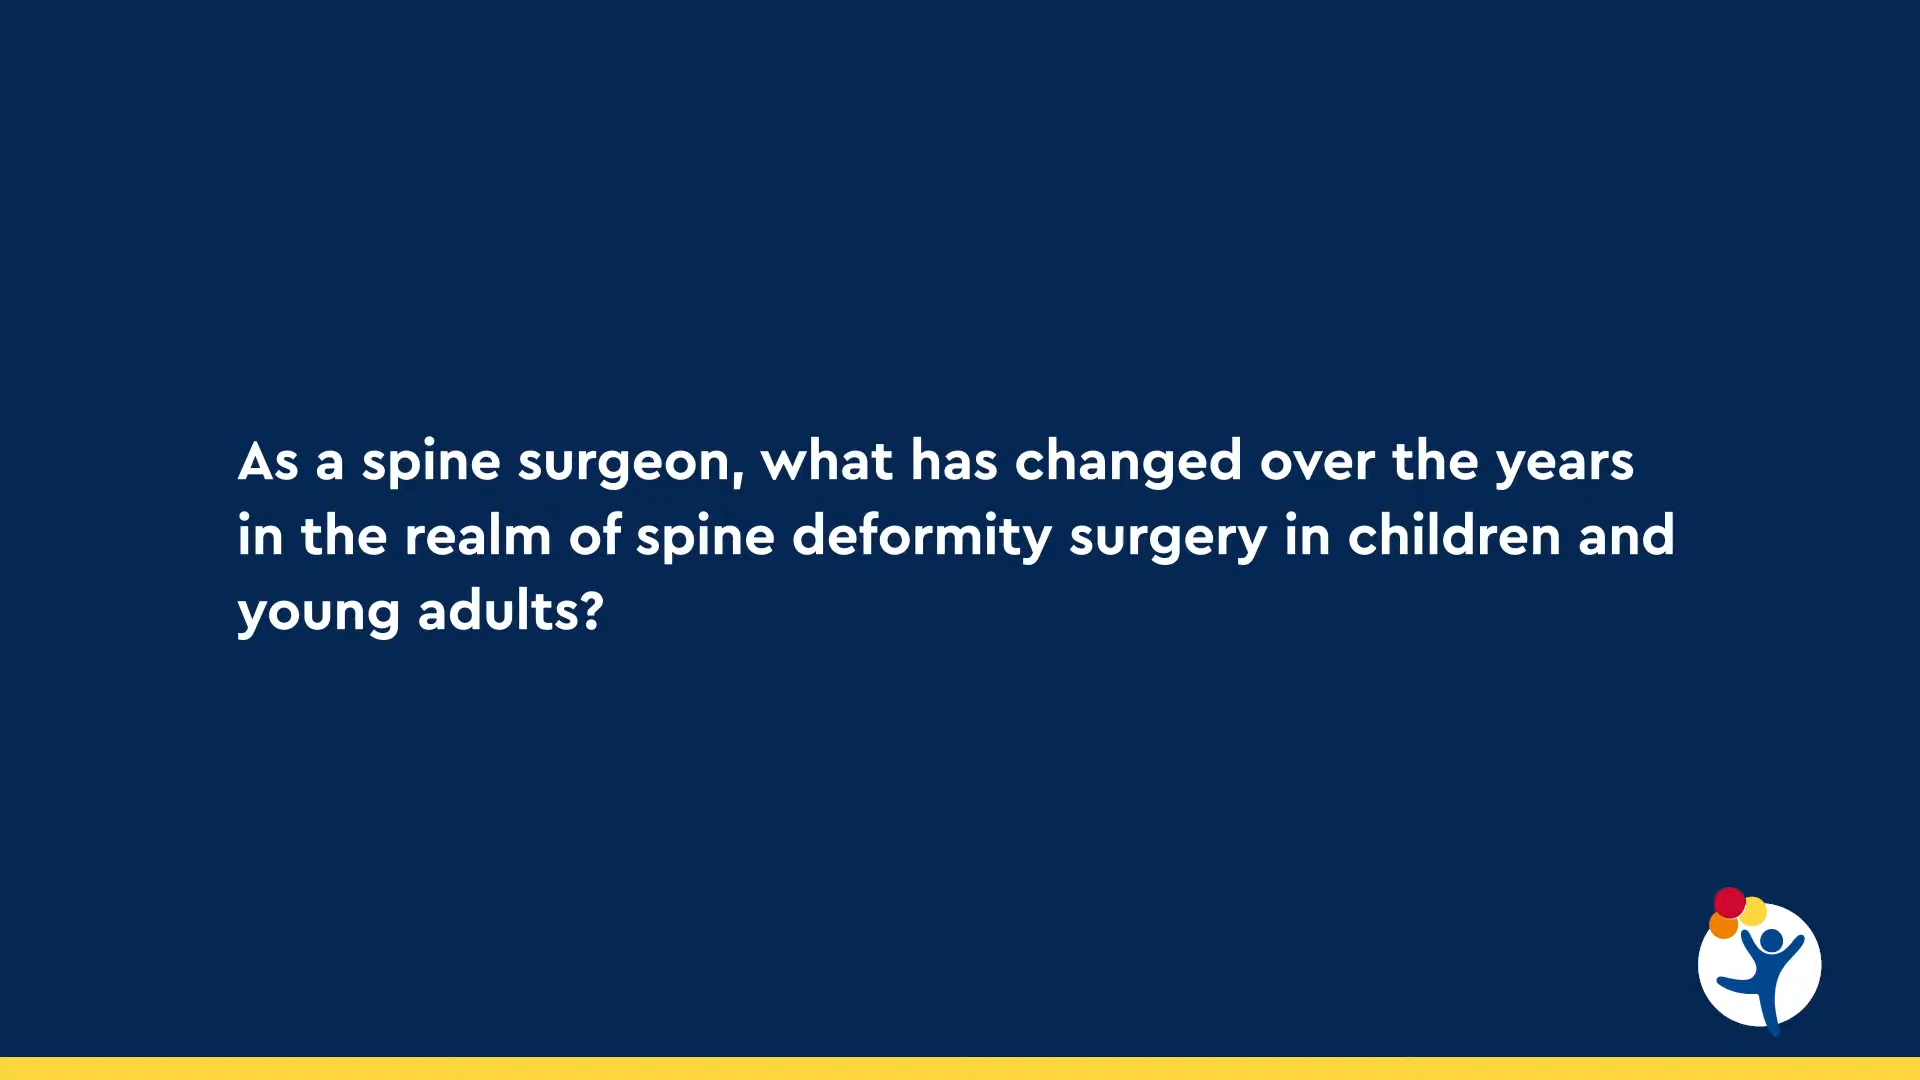 As a spine surgeon, what has changed over the years
in the realm of spine deformity surgery in children and
young adults?